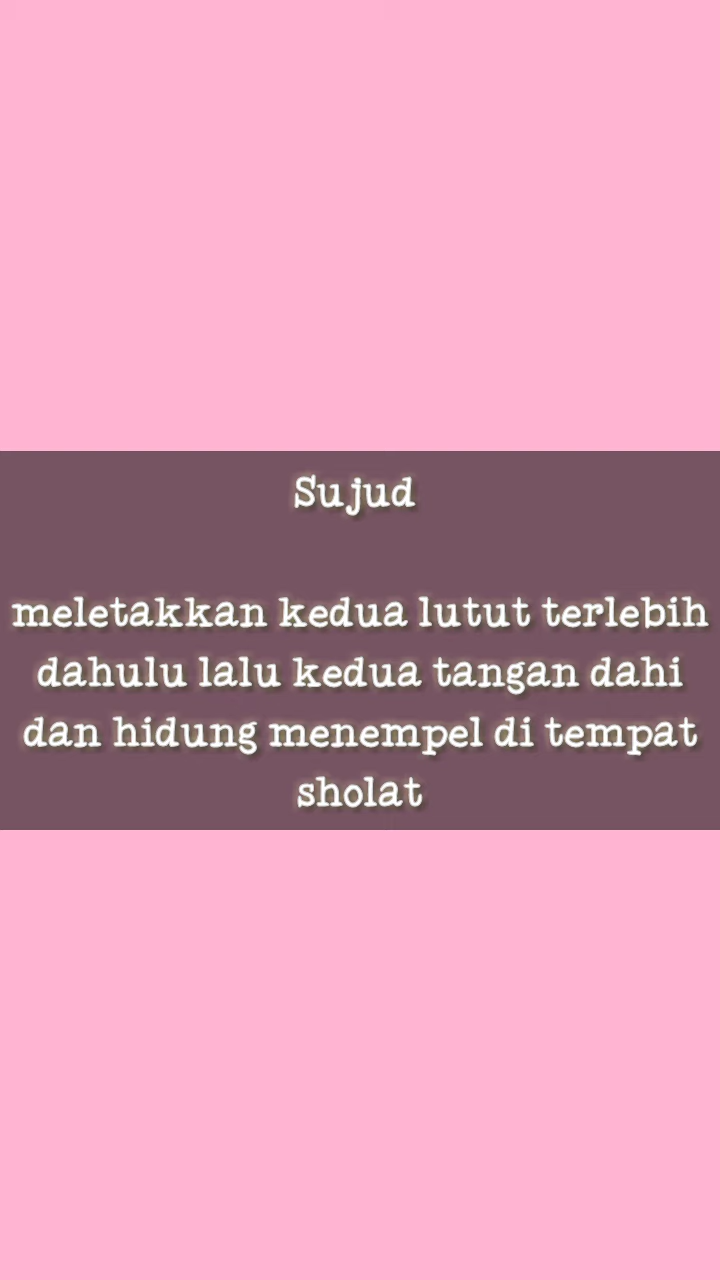 Sujud
meletakkan kedua lutut terlebih
dahulu lalu kedua tangan dahi
dan hidung menempel di tempat
sholat